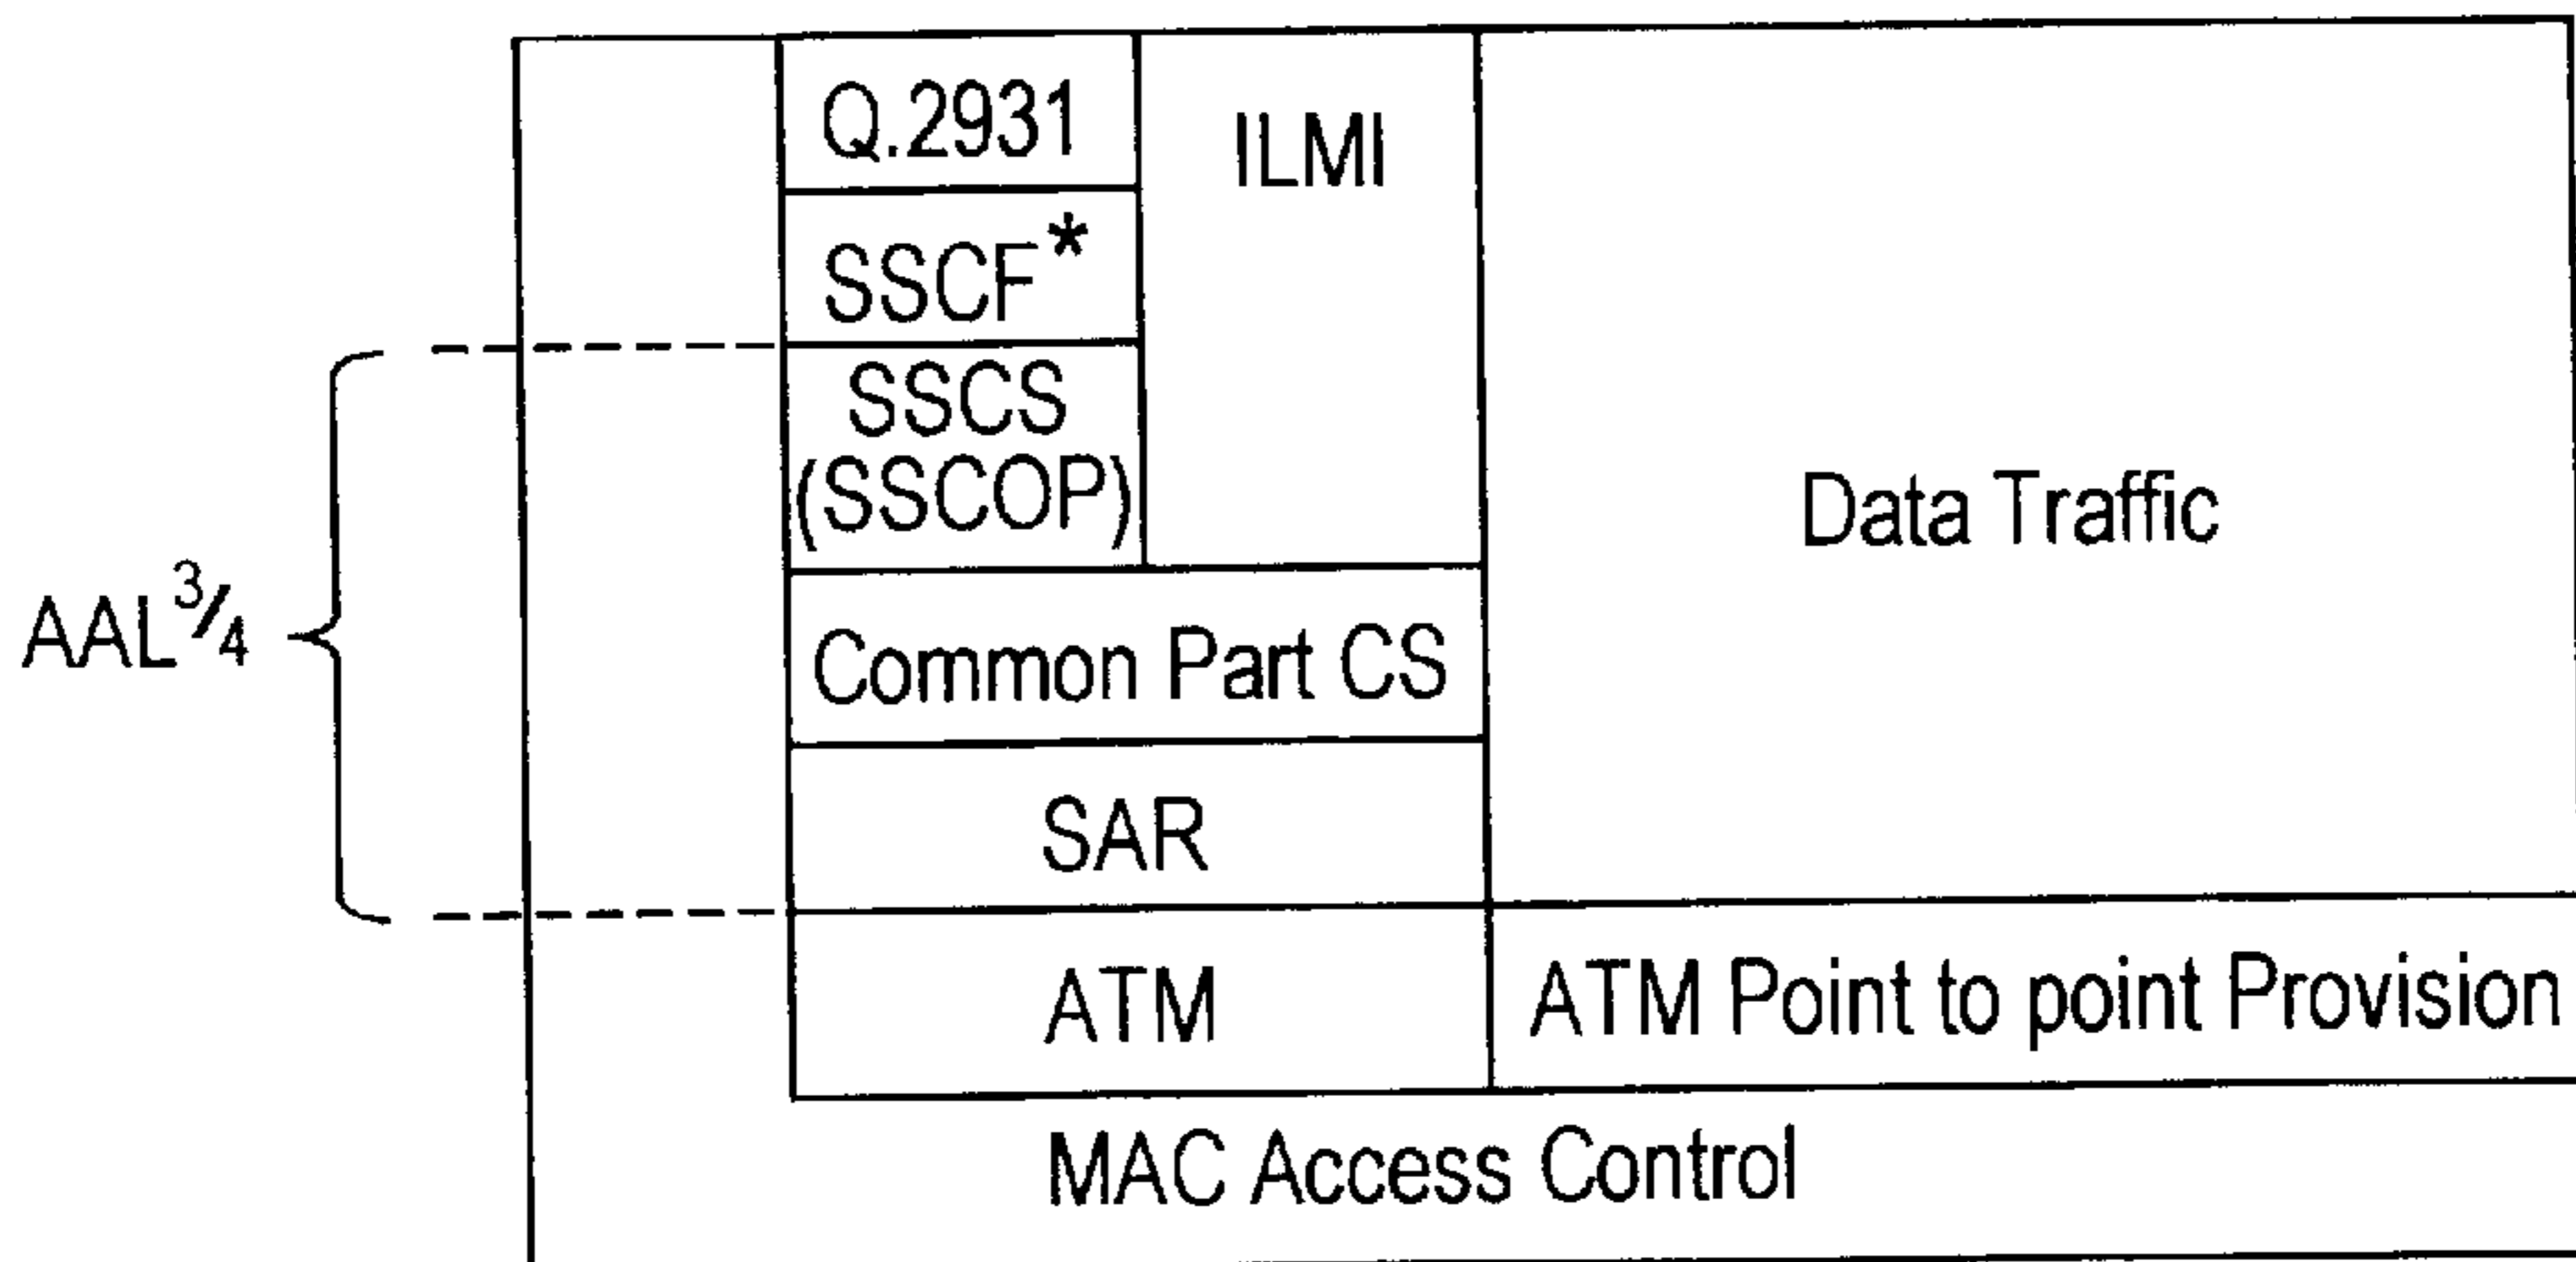 Q.2931
ILMI
SSCF*
SSCS
(SSCOP)
Data Traffic
AAL¾
Common Part CS
SAR
ATM
ATM Point to point Provision
MAC Access Control